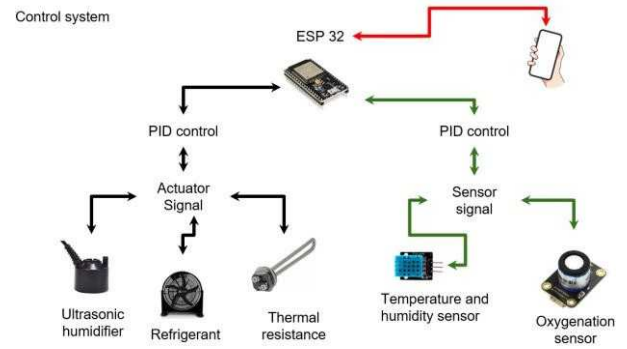 Control system
ESP 32
PID control
PID control
Actuator
Signal
Sensor
signal
Ultrasonic
humidifier
Refrigerant
Thermal
resistance
Temperature and
humidity sensor
Oxygenation
sensor